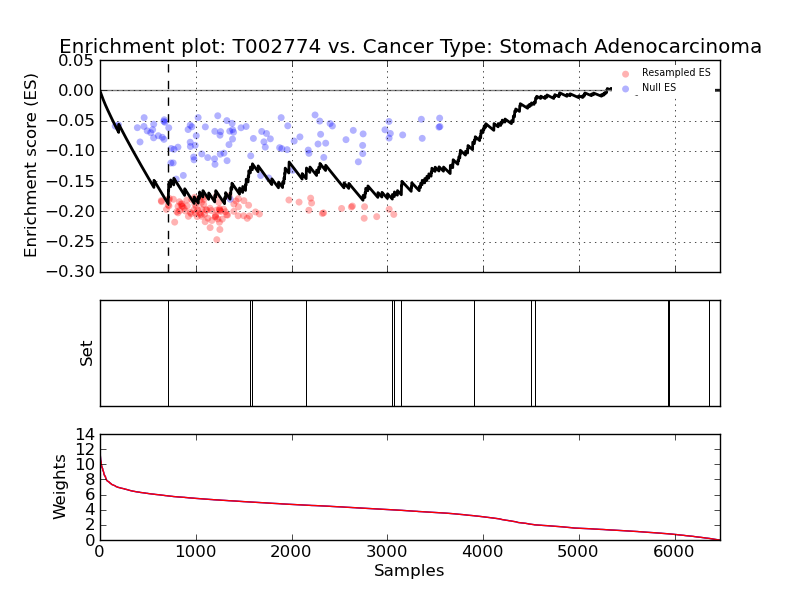 Enrichment plot: T002774 vs. Cancer Type: Stomach Adenocarcinoma
0.05
0.00
−0.05
−0.10
−0.15
−0.20
−0.25
−0.30
Enrichment score (ES)
Resampled ES
Null ES
Set
14
12
10
8
6
4
2
0
Weights
0 1000 2000 3000 4000 5000 6000
Samples